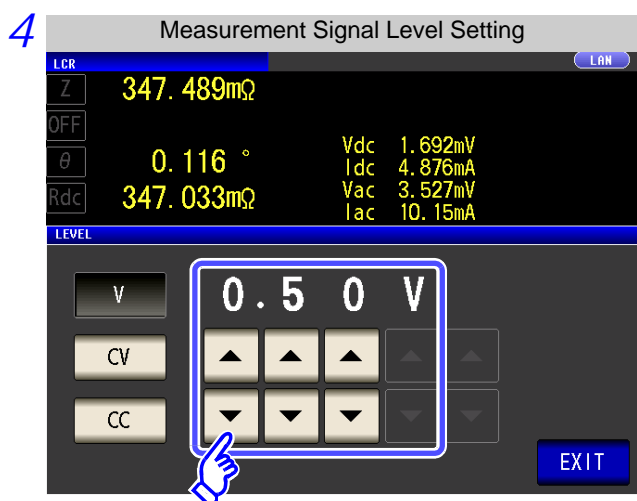 4 Measurement Signal Level Setting
LCR LAN
Z 347.489mΩ
OFF
Vdc 1.692mV
θ 0.116 ° Idc 4.876mA
Vac 3.527mV
Rdc 347.033mΩ Iac 10.15mA
LEVEL
V 0.50 V
CV
CC
EXIT